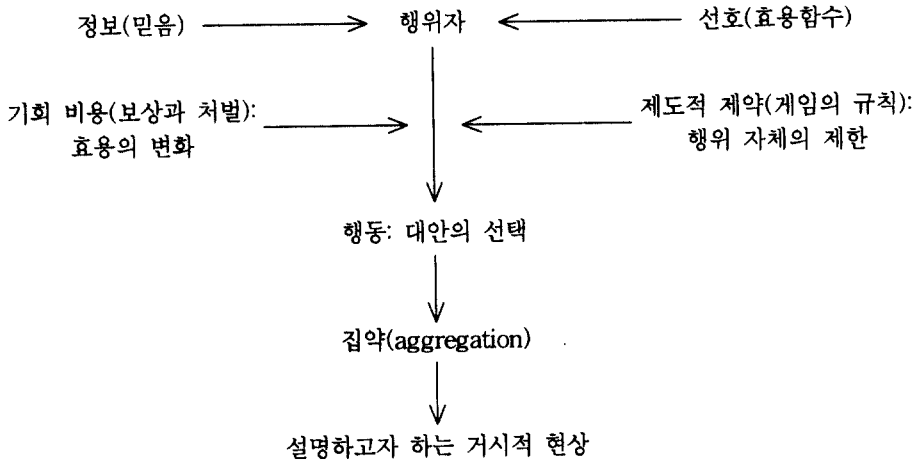 정보(믿음)
행위자
선호(효용함수)
기회 비용(보상과 처벌):
효용의 변화
제도적 제약(게임의 규칙):
행위 자체의 제한
행동: 대안의 선택
집약(aggregation)
설명하고자 하는 거시적 현상